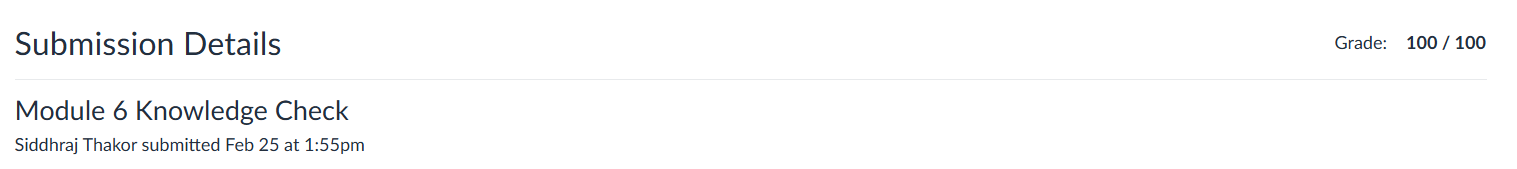 Submission Details
Grade: 100 / 100
Module 6 Knowledge Check
Siddhraj Thakor submitted Feb 25 at 1:55pm